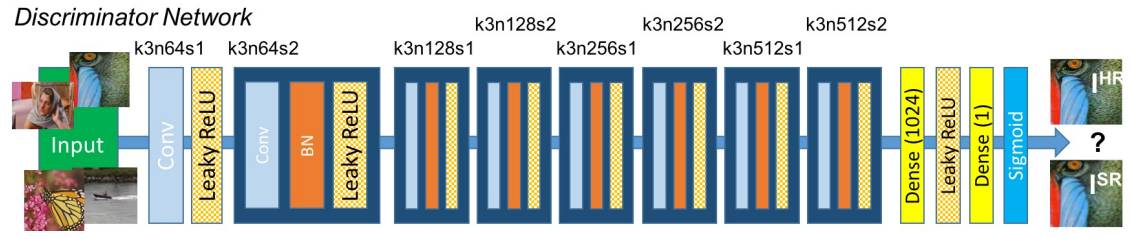 Discriminator Network
k3n128s2 k3n256s2 k3n512s2
k3n64s1 k3n64s2 k3n128s1 k3n256s1 k3n512s1
Input
Conv
Leaky ReLU
Conv
BN
Leaky ReLU
Dense (1024)
Leaky ReLU
Dense (1)
Sigmoid
I^HR
?
I^SR